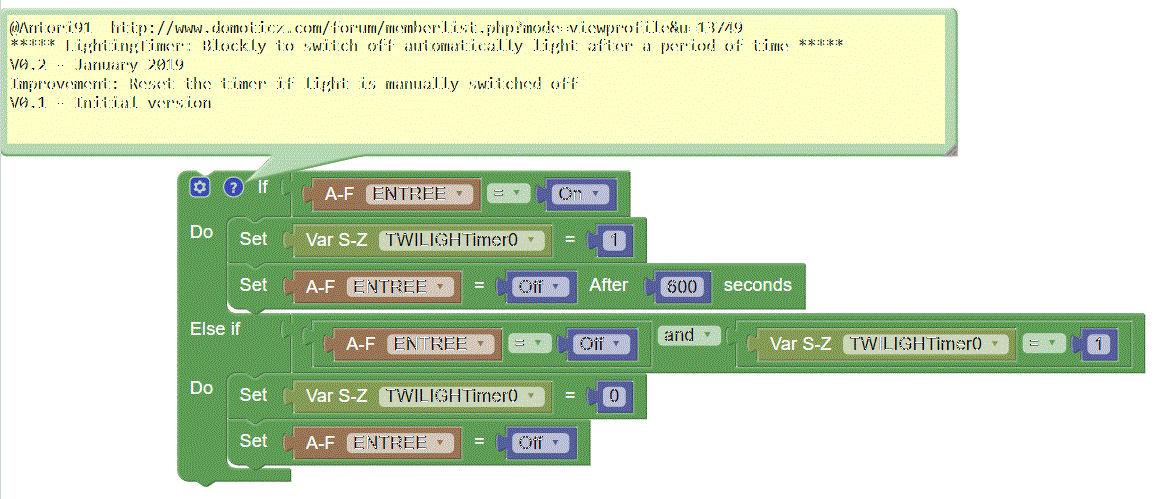 @Antori91 http://www.domoticz.com/forum/memberlist.php?mode=viewprofile&u=13749
***** LightingTimer: Blockly to switch off automatically light after a period of time *****
V0.2 - January 2019
Improvement: Reset the timer if light is manually switched off
V0.1 - Initial version
? If A-F ENTREE = On
Do Set Var S-Z TWILIGHTimer0 = 1
Set A-F ENTREE = Off After 600 seconds
Else if A-F ENTREE = Off and Var S-Z TWILIGHTimer0 = 1
Do Set Var S-Z TWILIGHTimer0 = 0
Set A-F ENTREE = Off